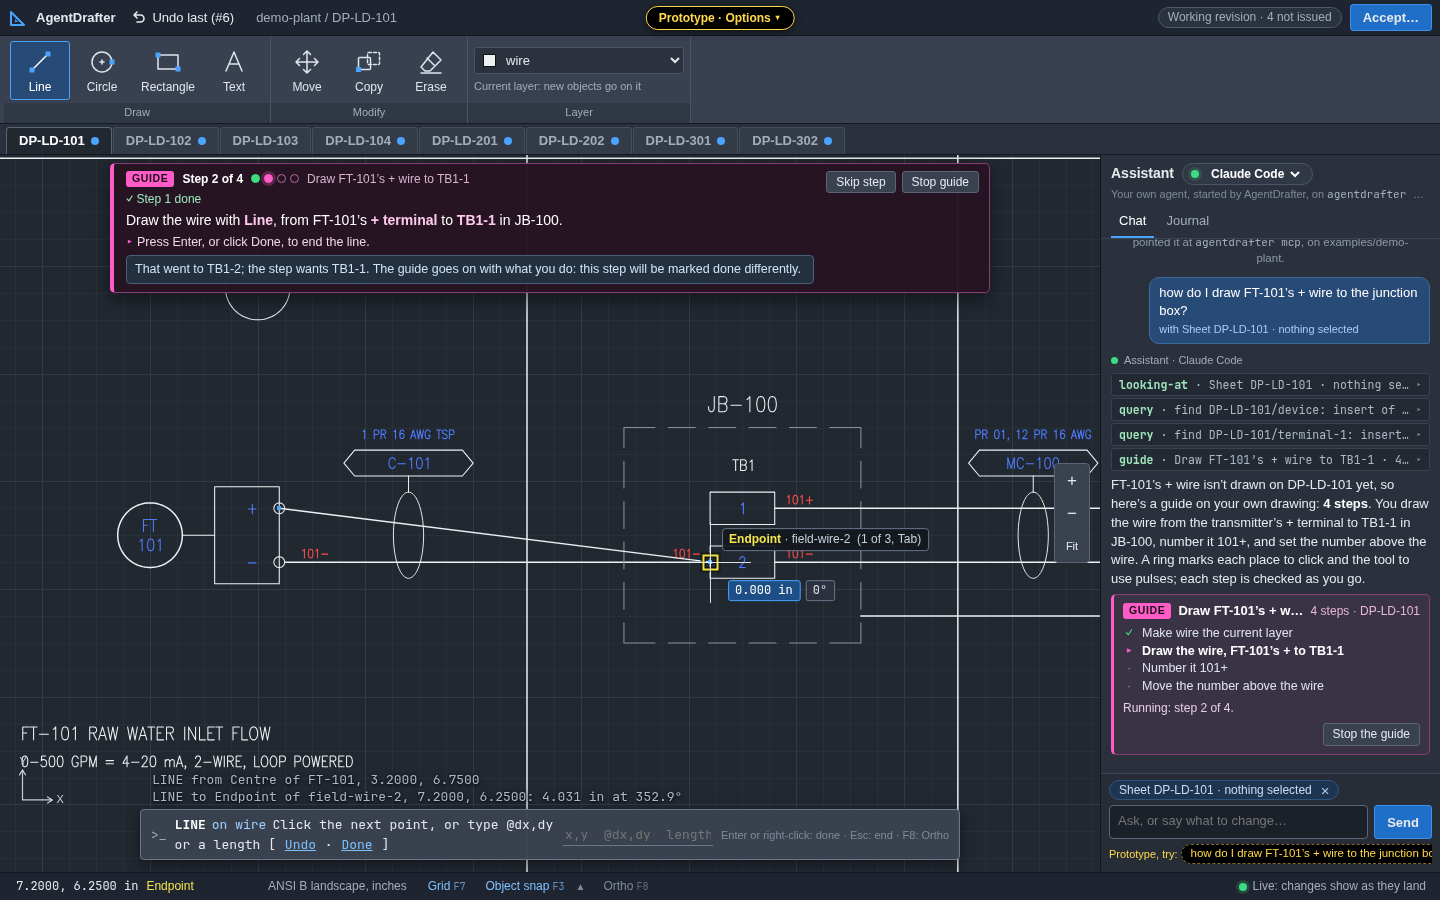 AgentDrafter
Undo last (#6)
demo-plant / DP-LD-101
Prototype · Options
Working revision · 4 not issued
Accept…
Line
Circle
Rectangle
Text
Move
Copy
Erase
wire
Current layer: new objects go on it
Draw
Modify
Layer
DP-LD-101
DP-LD-102
DP-LD-103
DP-LD-104
DP-LD-201
DP-LD-202
DP-LD-301
DP-LD-302
GUIDE Step 2 of 4 Draw FT-101's + wire to TB1-1
Skip step
Stop guide
Step 1 done
Draw the wire with Line, from FT-101's + terminal to TB1-1 in JB-100.
Press Enter, or click Done, to end the line.
That went to TB1-2; the step wants TB1-1. The guide goes on with what you do: this step will be marked done differently.
JB-100
1 PR 16 AWG TSP
C-101
TB1
PR 01, 12 PR 16 AWG
MC-100
FT
101
+
−
101−
1
101+
101−
2
101−
Endpoint · field-wire-2 (1 of 3, Tab)
0.000 in
0°
+
−
Fit
FT-101 RAW WATER INLET FLOW
0-500 GPM = 4-20 mA, 2-WIRE, LOOP POWERED
Y
X
LINE from Centre of FT-101, 3.2000, 6.7500
LINE to Endpoint of field-wire-2, 7.2000, 6.2500: 4.031 in at 352.9°
>_ LINE on wire Click the next point, or type @dx,dy
or a length [ Undo · Done ]
x,y @dx,dy length
Enter or right-click: done · Esc: end · F8: Ortho
Assistant
Claude Code
Your own agent, started by AgentDrafter, on agentdrafter …
Chat
Journal
pointed it at agentdrafter mcp, on examples/demo-
plant.
how do I draw FT-101's + wire to the junction
box?
with Sheet DP-LD-101 · nothing selected
Assistant · Claude Code
looking-at · Sheet DP-LD-101 · nothing se…
query · find DP-LD-101/device: insert of …
query · find DP-LD-101/terminal-1: insert…
guide · Draw FT-101's + wire to TB1-1 · 4…
FT-101's + wire isn't drawn on DP-LD-101 yet, so
here's a guide on your own drawing: 4 steps. You draw
the wire from the transmitter's + terminal to TB1-1 in
JB-100, number it 101+, and set the number above the
wire. A ring marks each place to click and the tool to
use pulses; each step is checked as you go.
GUIDE Draw FT-101's + w… 4 steps · DP-LD-101
Make wire the current layer
Draw the wire, FT-101's + to TB1-1
Number it 101+
Move the number above the wire
Running: step 2 of 4.
Stop the guide
Sheet DP-LD-101 · nothing selected ×
Ask, or say what to change…
Send
Prototype, try:
how do I draw FT-101's + wire to the junction bo
7.2000, 6.2500 in Endpoint
ANSI B landscape, inches
Grid F7
Object snap F3
Ortho F8
Live: changes show as they land